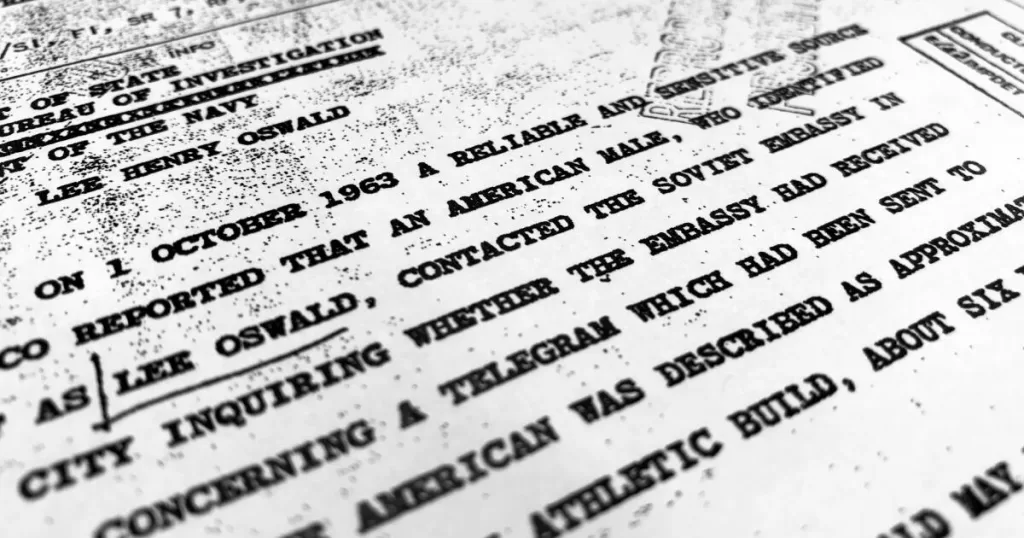 /SI, FI, SR 7,
INFO
T OF STATE
UREAU OF INVESTIGATION
T OF THE NAVY
LEE HENRY OSWALD
ON 1 OCTOBER 1963 A RELIABLE AND SENSITIVE SOURCE
CO REPORTED THAT AN AMERICAN MALE, WHO IDENTIFIED
F AS LEE OSWALD, CONTACTED THE SOVIET EMBASSY IN
CITY INQUIRING WHETHER THE EMBASSY HAD RECEIVED
CONCERNING A TELEGRAM WHICH HAD BEEN SENT TO
E AMERICAN WAS DESCRIBED AS APPROXIMAT
ATHLETIC BUILD, ABOUT SIX
LD MAY